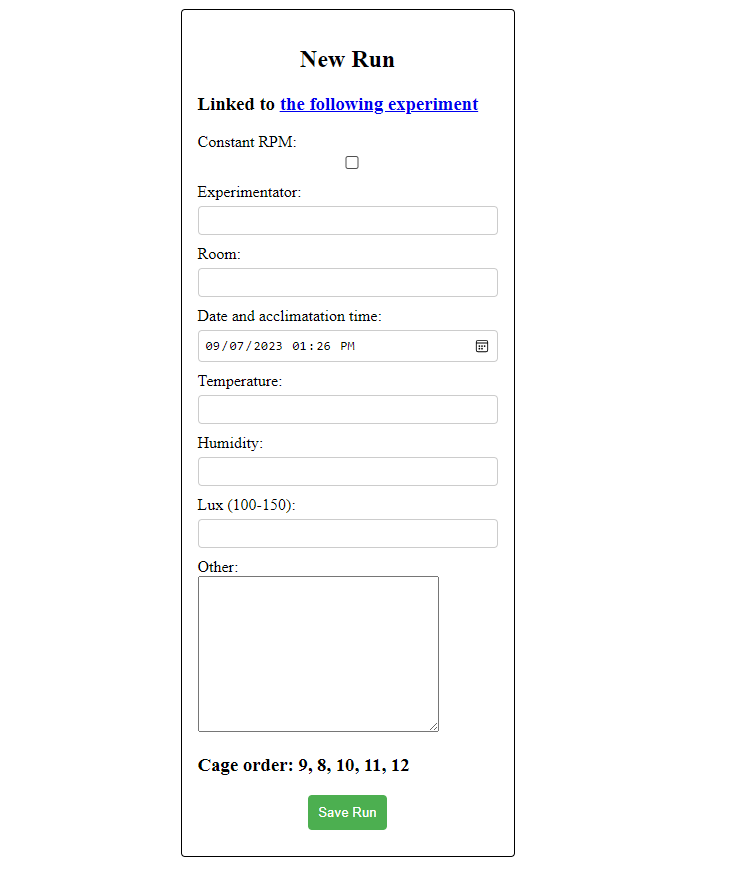 New Run
Linked to the following experiment
Constant RPM:
Experimentator:
Room:
Date and acclimatation time:
09/07/2023 01:26 PM
Temperature:
Humidity:
Lux (100-150):
Other:
Cage order: 9, 8, 10, 11, 12
Save Run